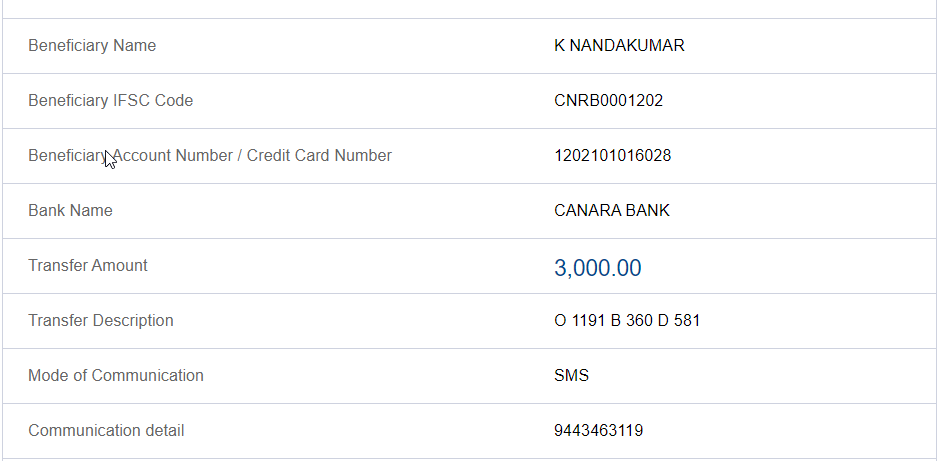 Beneficiary Name K NANDAKUMAR
Beneficiary IFSC Code CNRB0001202
Beneficiary Account Number / Credit Card Number 1202101016028
Bank Name CANARA BANK
Transfer Amount 3,000.00
Transfer Description O 1191 B 360 D 581
Mode of Communication SMS
Communication detail 9443463119